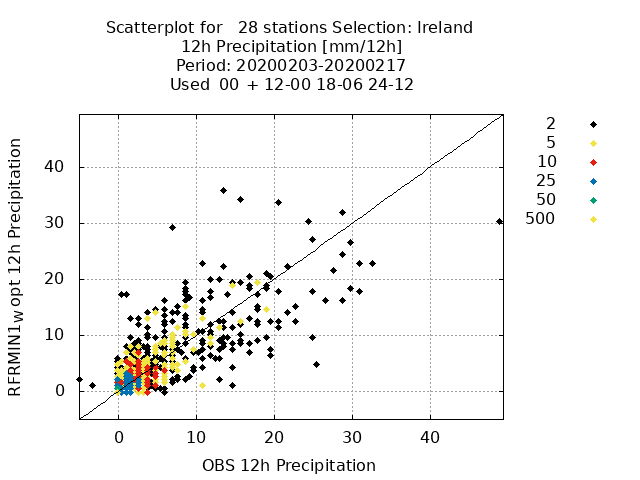 Scatterplot for   28 stations Selection: Ireland
12h Precipitation [mm/12h]
Period: 20200203-20200217
Used  00 + 12-00 18-06 24-12
2
5
10
25
50
500
40
30
20
10
0
RFRMIN1W opt 12h Precipitation
0
10
20
30
40
OBS 12h Precipitation